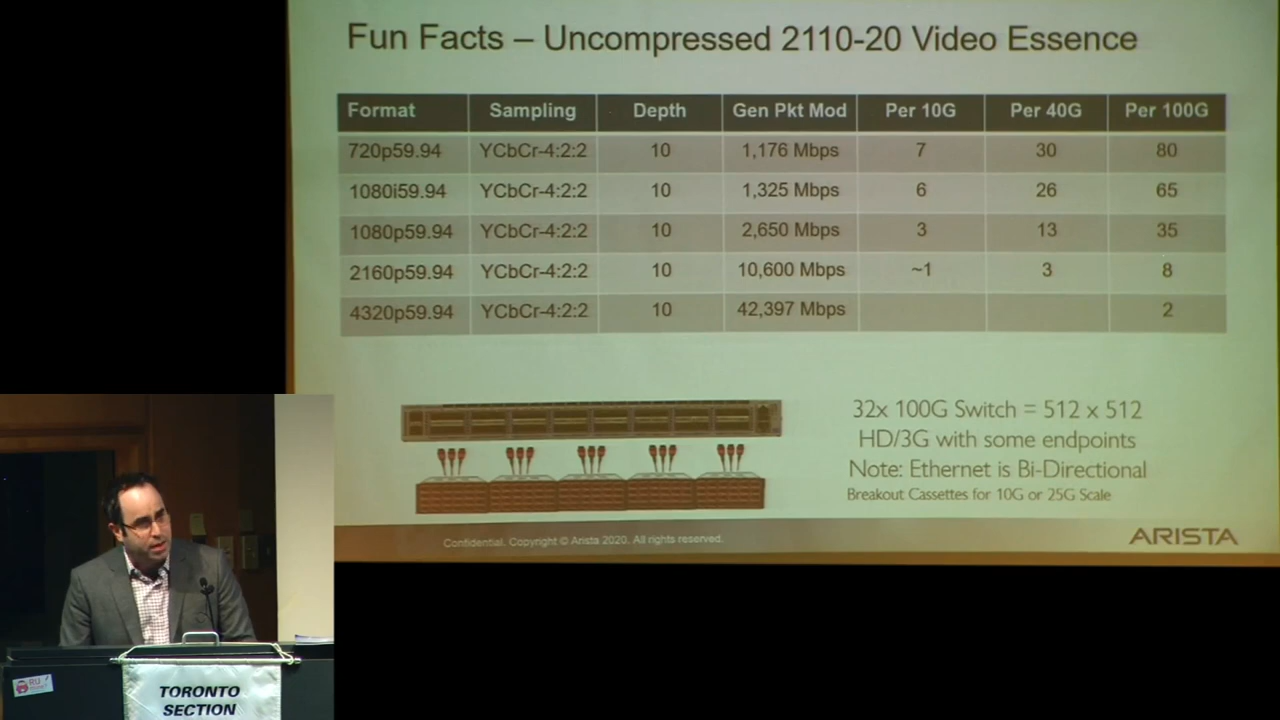 Fun Facts – Uncompressed 2110-20 Video Essence
Format Sampling Depth Gen Pkt Mod Per 10G Per 40G Per 100G
720p59.94 YCbCr-4:2:2 10 1,176 Mbps 7 30 80
1080i59.94 YCbCr-4:2:2 10 1,325 Mbps 6 26 65
1080p59.94 YCbCr-4:2:2 10 2,650 Mbps 3 13 35
2160p59.94 YCbCr-4:2:2 10 10,600 Mbps ~1 3 8
4320p59.94 YCbCr-4:2:2 10 42,397 Mbps 2
32x 100G Switch = 512 x 512
HD/3G with some endpoints
Note: Ethernet is Bi-Directional
Breakout Cassettes for 10G or 25G Scale
Confidential. Copyright © Arista 2020. All rights reserved.
ARISTA
RU
TORONTO
SECTION